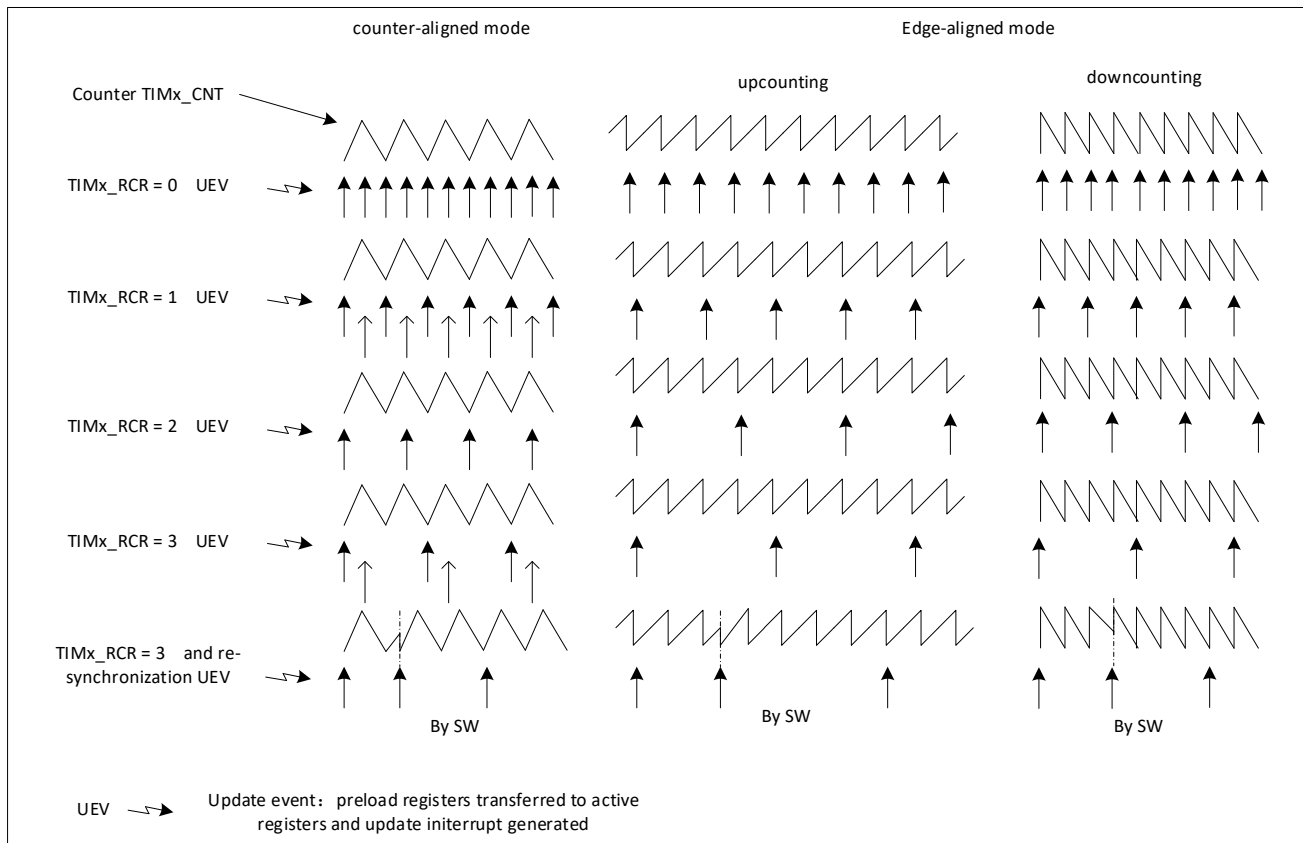 counter-aligned mode
Edge-aligned mode
upcounting
downcounting
Counter TIMx_CNT
TIMx_RCR = 0 UEV
TIMx_RCR = 1 UEV
TIMx_RCR = 2 UEV
TIMx_RCR = 3 UEV
TIMx_RCR = 3 and re-
synchronization UEV
By SW
By SW
By SW
UEV
Update event：preload registers transferred to active
registers and update initerrupt generated